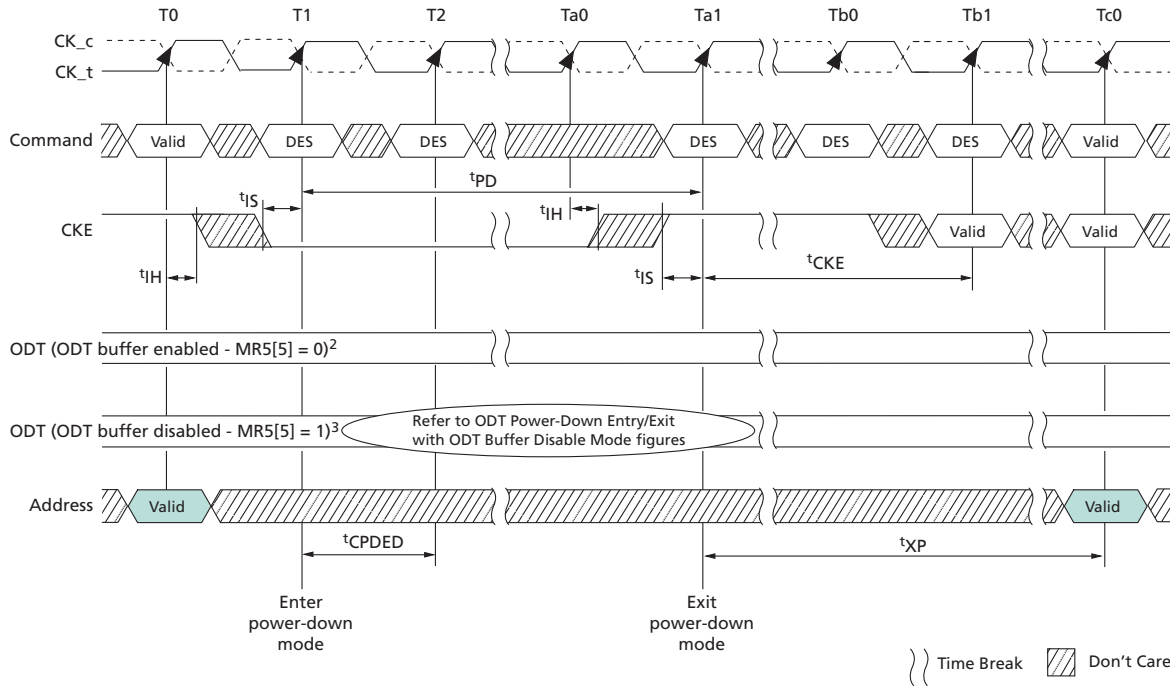 T0 T1 T2 Ta0 Ta1 Tb0 Tb1 Tc0
CK_c
CK_t
Command Valid DES DES DES DES DES Valid
tPD
tIS
tIH
CKE Valid Valid
tIH
tIS
tCKE
ODT (ODT buffer enabled - MR5[5] = 0)2
ODT (ODT buffer disabled - MR5[5] = 1)3
Refer to ODT Power-Down Entry/Exit
with ODT Buffer Disable Mode figures
Address Valid Valid
tCPDED
tXP
Enter
power-down
mode
Exit
power-down
mode
Time Break Don't Care